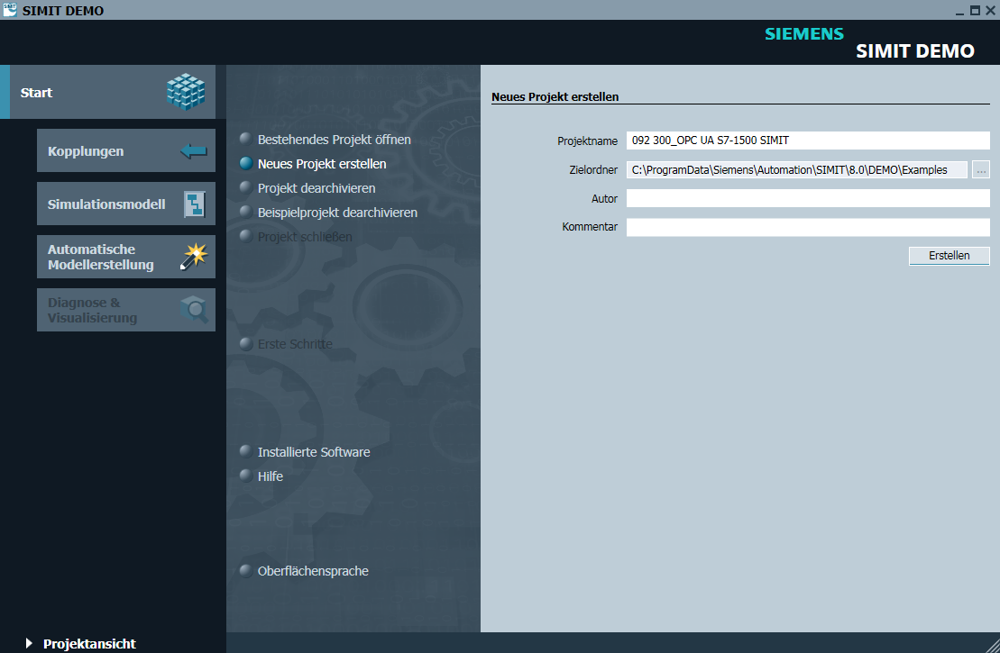 SIMIT DEMO
SIEMENS
SIMIT DEMO
Start
Kopplungen
Simulationsmodell
Automatische
Modellerstellung
Diagnose &
Visualisierung
Projektansicht
Bestehendes Projekt öffnen
Neues Projekt erstellen
Projekt dearchivieren
Beispielprojekt dearchivieren
Projekt schließen
Erste Schritte
Installierte Software
Hilfe
Oberflächensprache
Neues Projekt erstellen
Projektname 092 300_OPC UA S7-1500 SIMIT
Zielordner C:\ProgramData\Siemens\Automation\SIMIT\8.0\DEMO\Examples ...
Autor
Kommentar
Erstellen